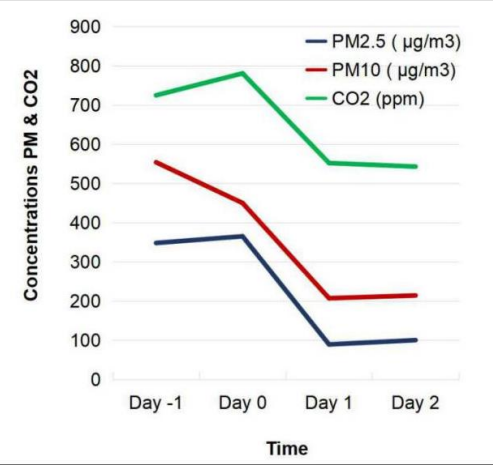 900
800
700
600
500
400
300
200
100
0
Concentrations PM & CO2
PM2.5 ( µg/m3)
PM10 ( µg/m3)
CO2 (ppm)
Day -1 Day 0 Day 1 Day 2
Time